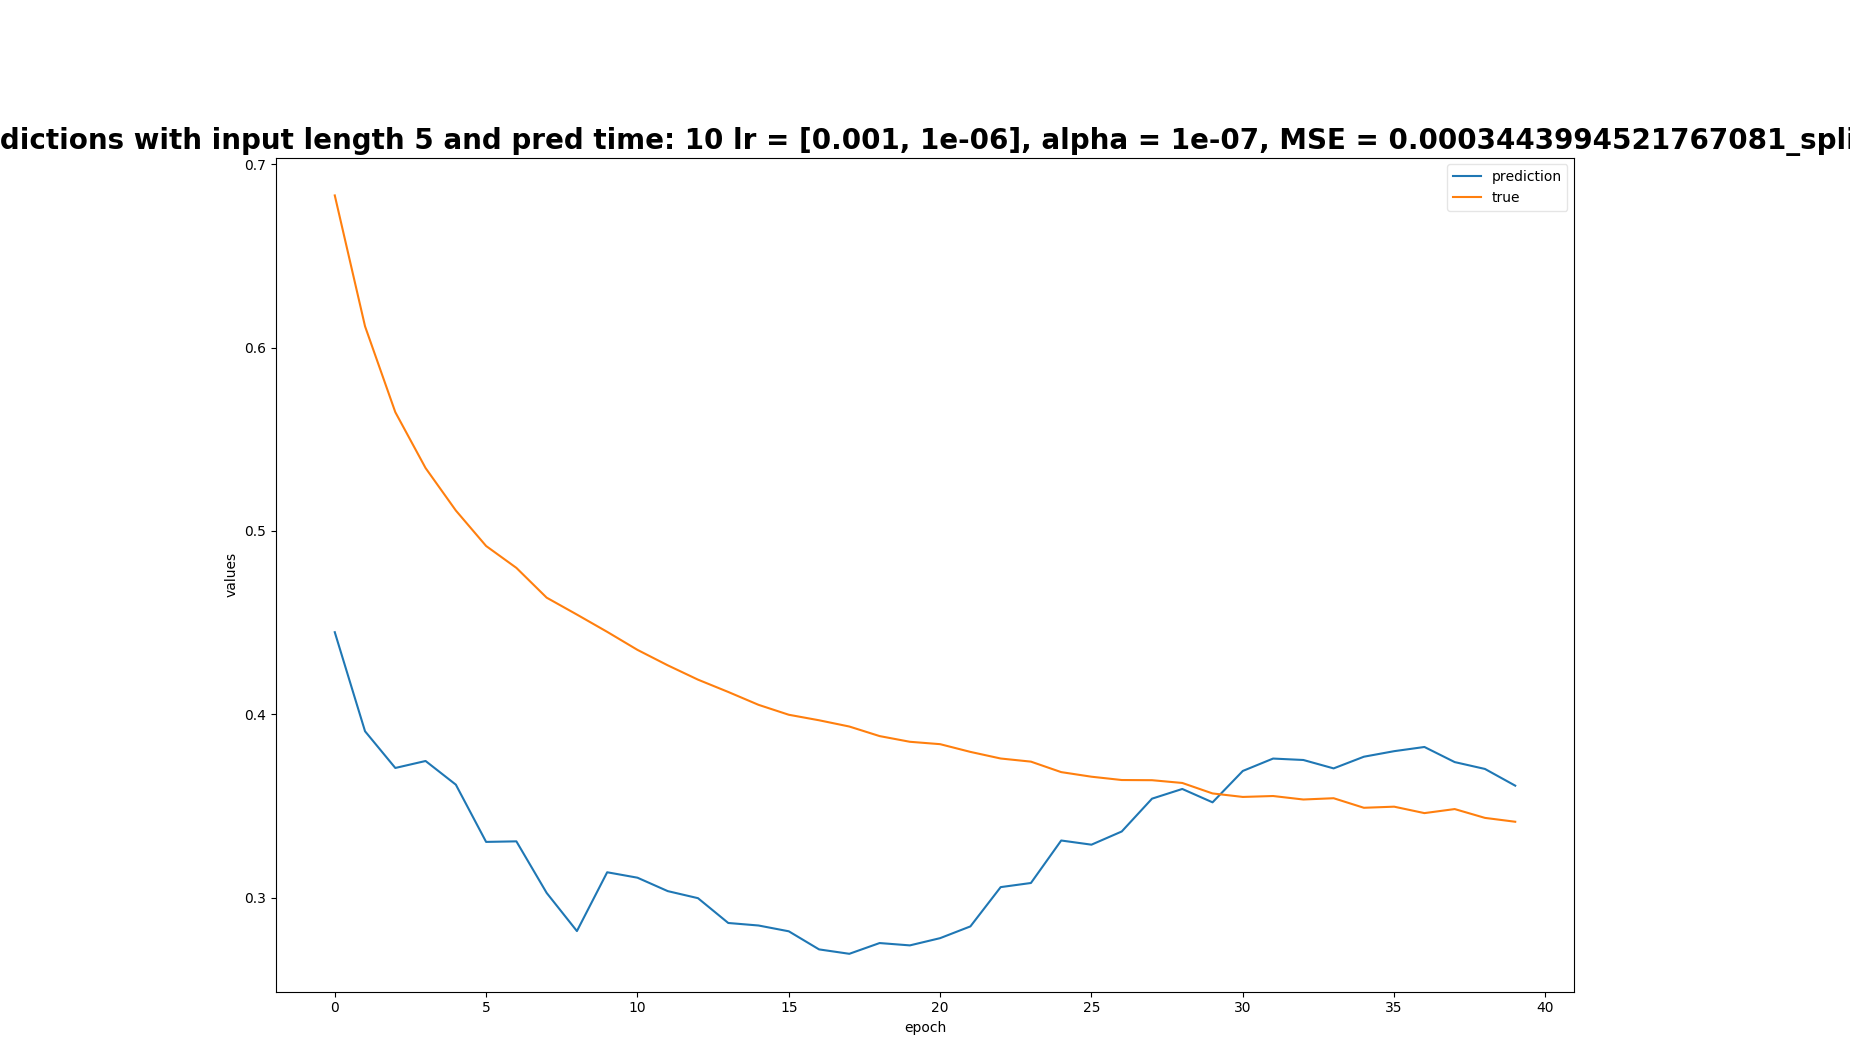 dictions with input length 5 and pred time: 10 lr = [0.001, 1e-06], alpha = 1e-07, MSE = 0.0003443994521767081_spli
prediction
true
0.7
0.6
0.5
0.4
0.3
values
0 5 10 15 20 25 30 35 40
epoch